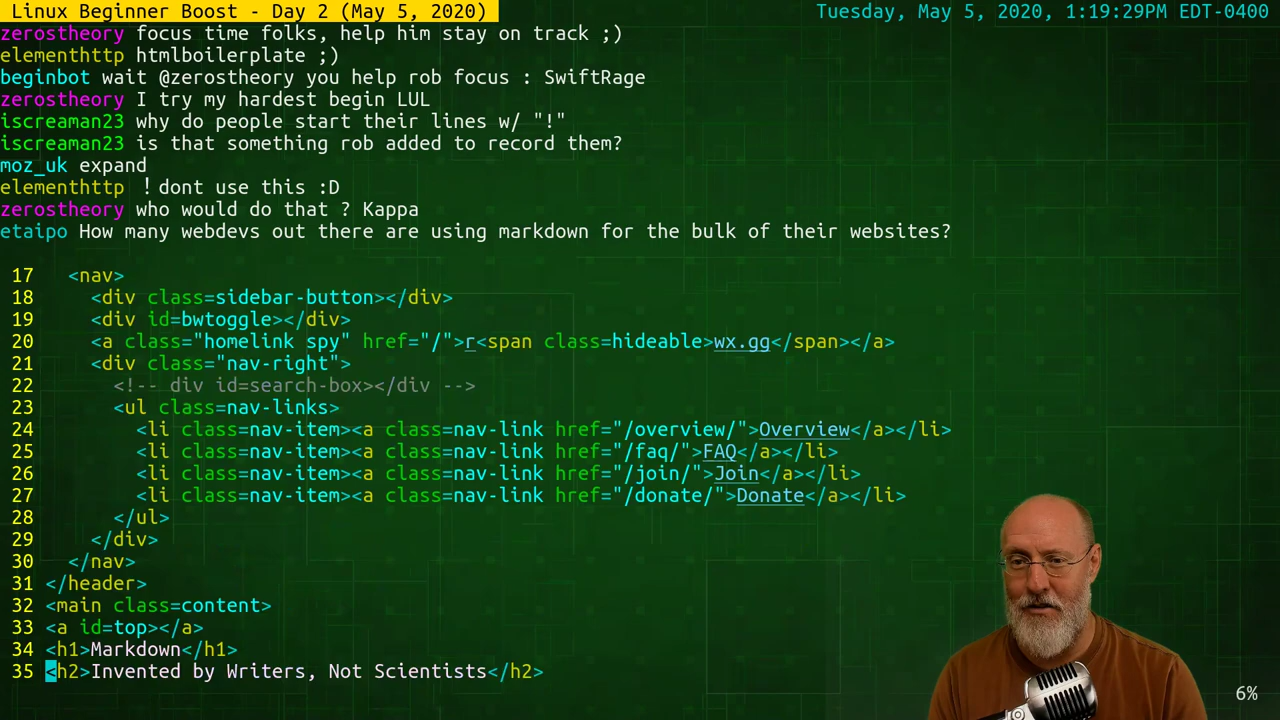 Linux Beginner Boost - Day 2 (May 5, 2020)
Tuesday, May 5, 2020, 1:19:29PM EDT-0400
zerostheory focus time folks, help him stay on track ;)
elementhttp htmlboilerplate ;)
beginbot wait @zerostheory you help rob focus : SwiftRage
zerostheory I try my hardest begin LUL
iscreaman23 why do people start their lines w/ "!"
iscreaman23 is that something rob added to record them?
moz_uk expand
elementhttp ! dont use this :D
zerostheory who would do that ? Kappa
etaipo How many webdevs out there are using markdown for the bulk of their websites?
17 <nav>
18 <div class=sidebar-button></div>
19 <div id=bwtoggle></div>
20 <a class="homelink spy" href="/">r<span class=hideable>wx.gg</span></a>
21 <div class="nav-right">
22 <!-- div id=search-box></div -->
23 <ul class=nav-links>
24 <li class=nav-item><a class=nav-link href="/overview/">Overview</a></li>
25 <li class=nav-item><a class=nav-link href="/faq/">FAQ</a></li>
26 <li class=nav-item><a class=nav-link href="/join/">Join</a></li>
27 <li class=nav-item><a class=nav-link href="/donate/">Donate</a></li>
28 </ul>
29 </div>
30 </nav>
31 </header>
32 <main class=content>
33 <a id=top></a>
34 <h1>Markdown</h1>
35 <h2>Invented by Writers, Not Scientists</h2>
6%